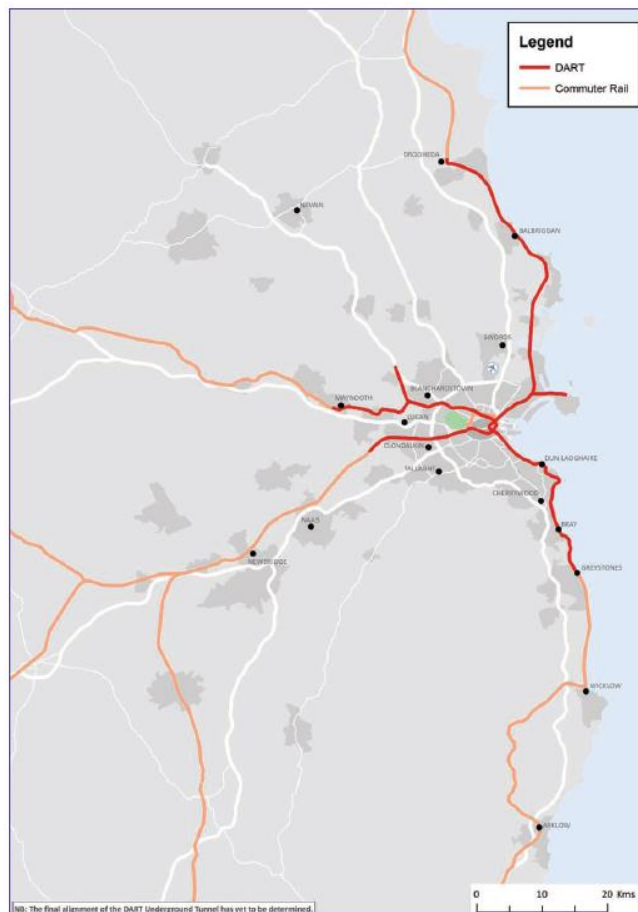 Legend
DART
Commuter Rail
DROGHEDA
NAVAN
BALBRIGGAN
SWORDS
BLANCHARDSTOWN
MAYNOOTH
LUCAN
CLONDALKIN
TALLAGHT
DUN LAOGHAIRE
CHERRYWOOD
NAAS
BRAY
NEWBRIDGE
GREYSTONES
WICKLOW
ARKLOW
0 10 20 Kms
NB: The final alignment of the DART Underground Tunnel has yet to be determined.